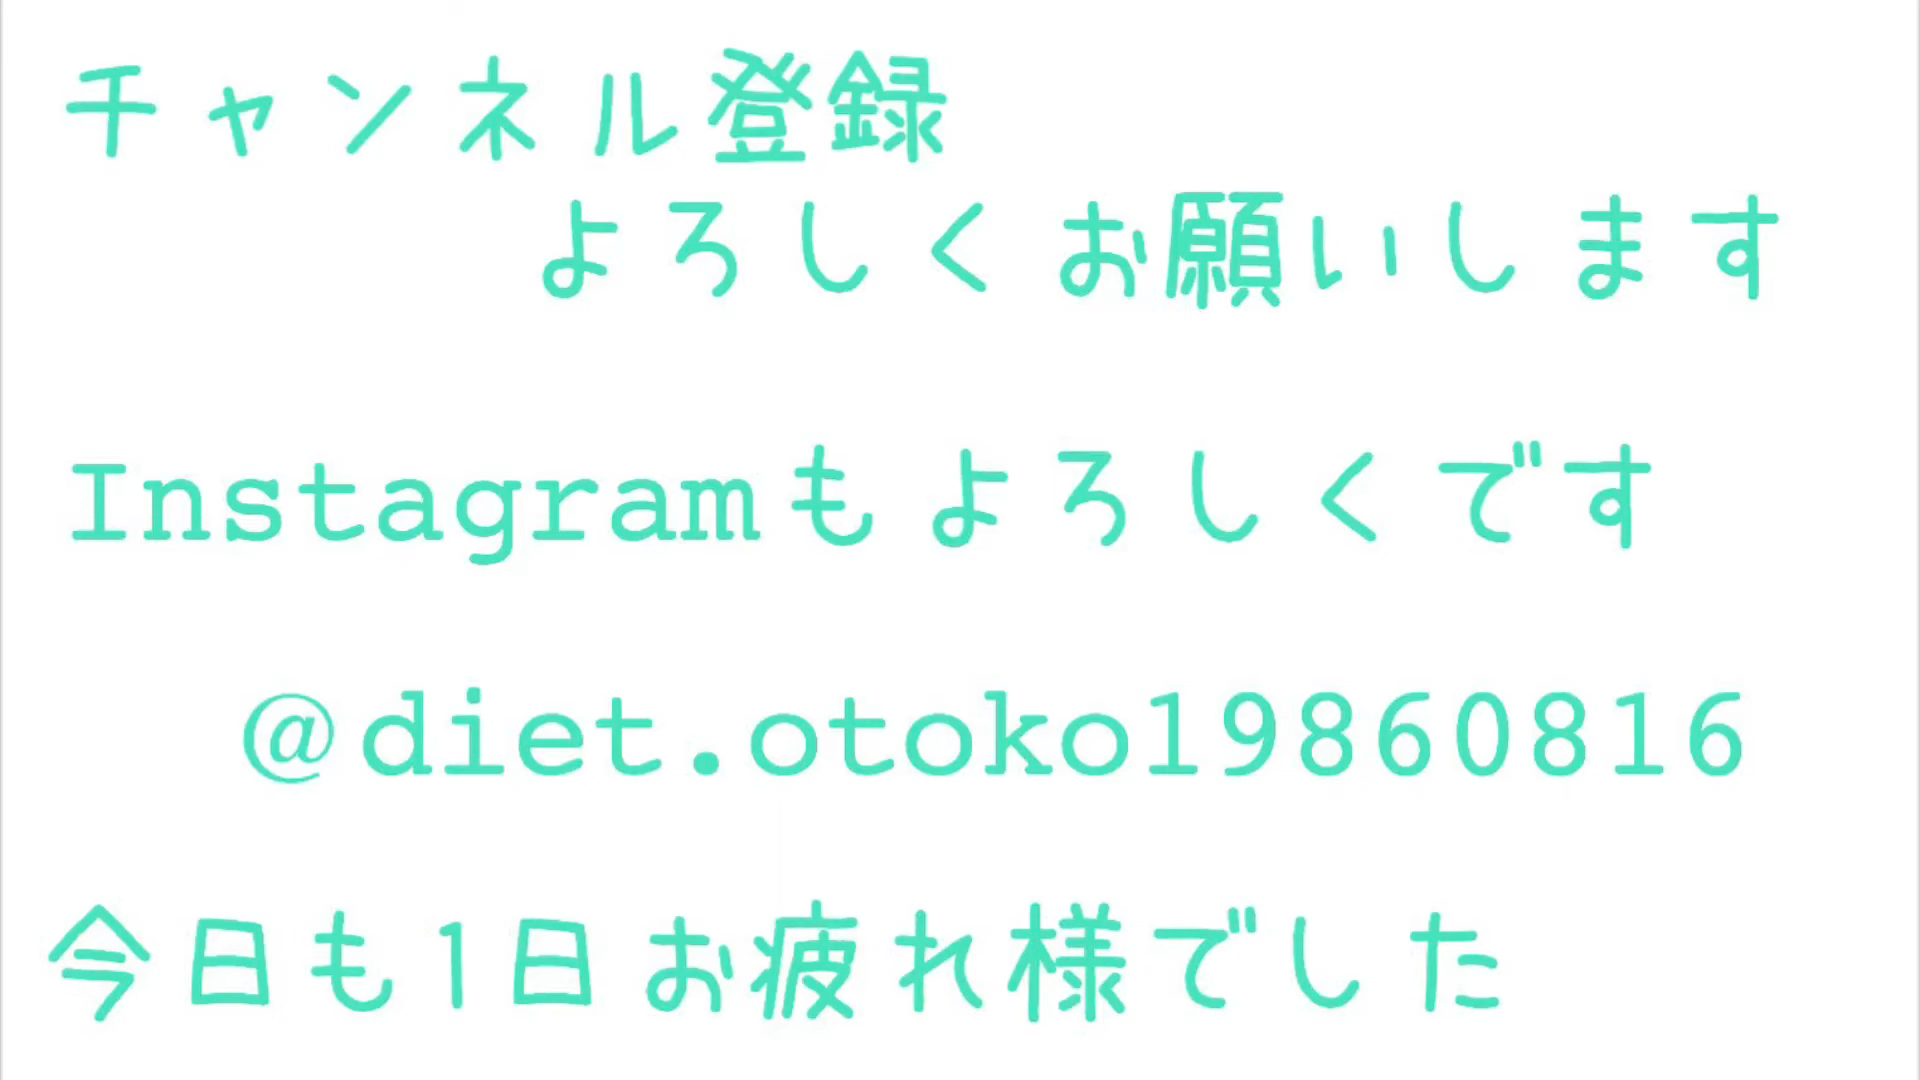 チャンネル登録
よろしくお願いします
Instagramもよろしくです
@diet.otoko19860816
今日も1日お疲れ様でした